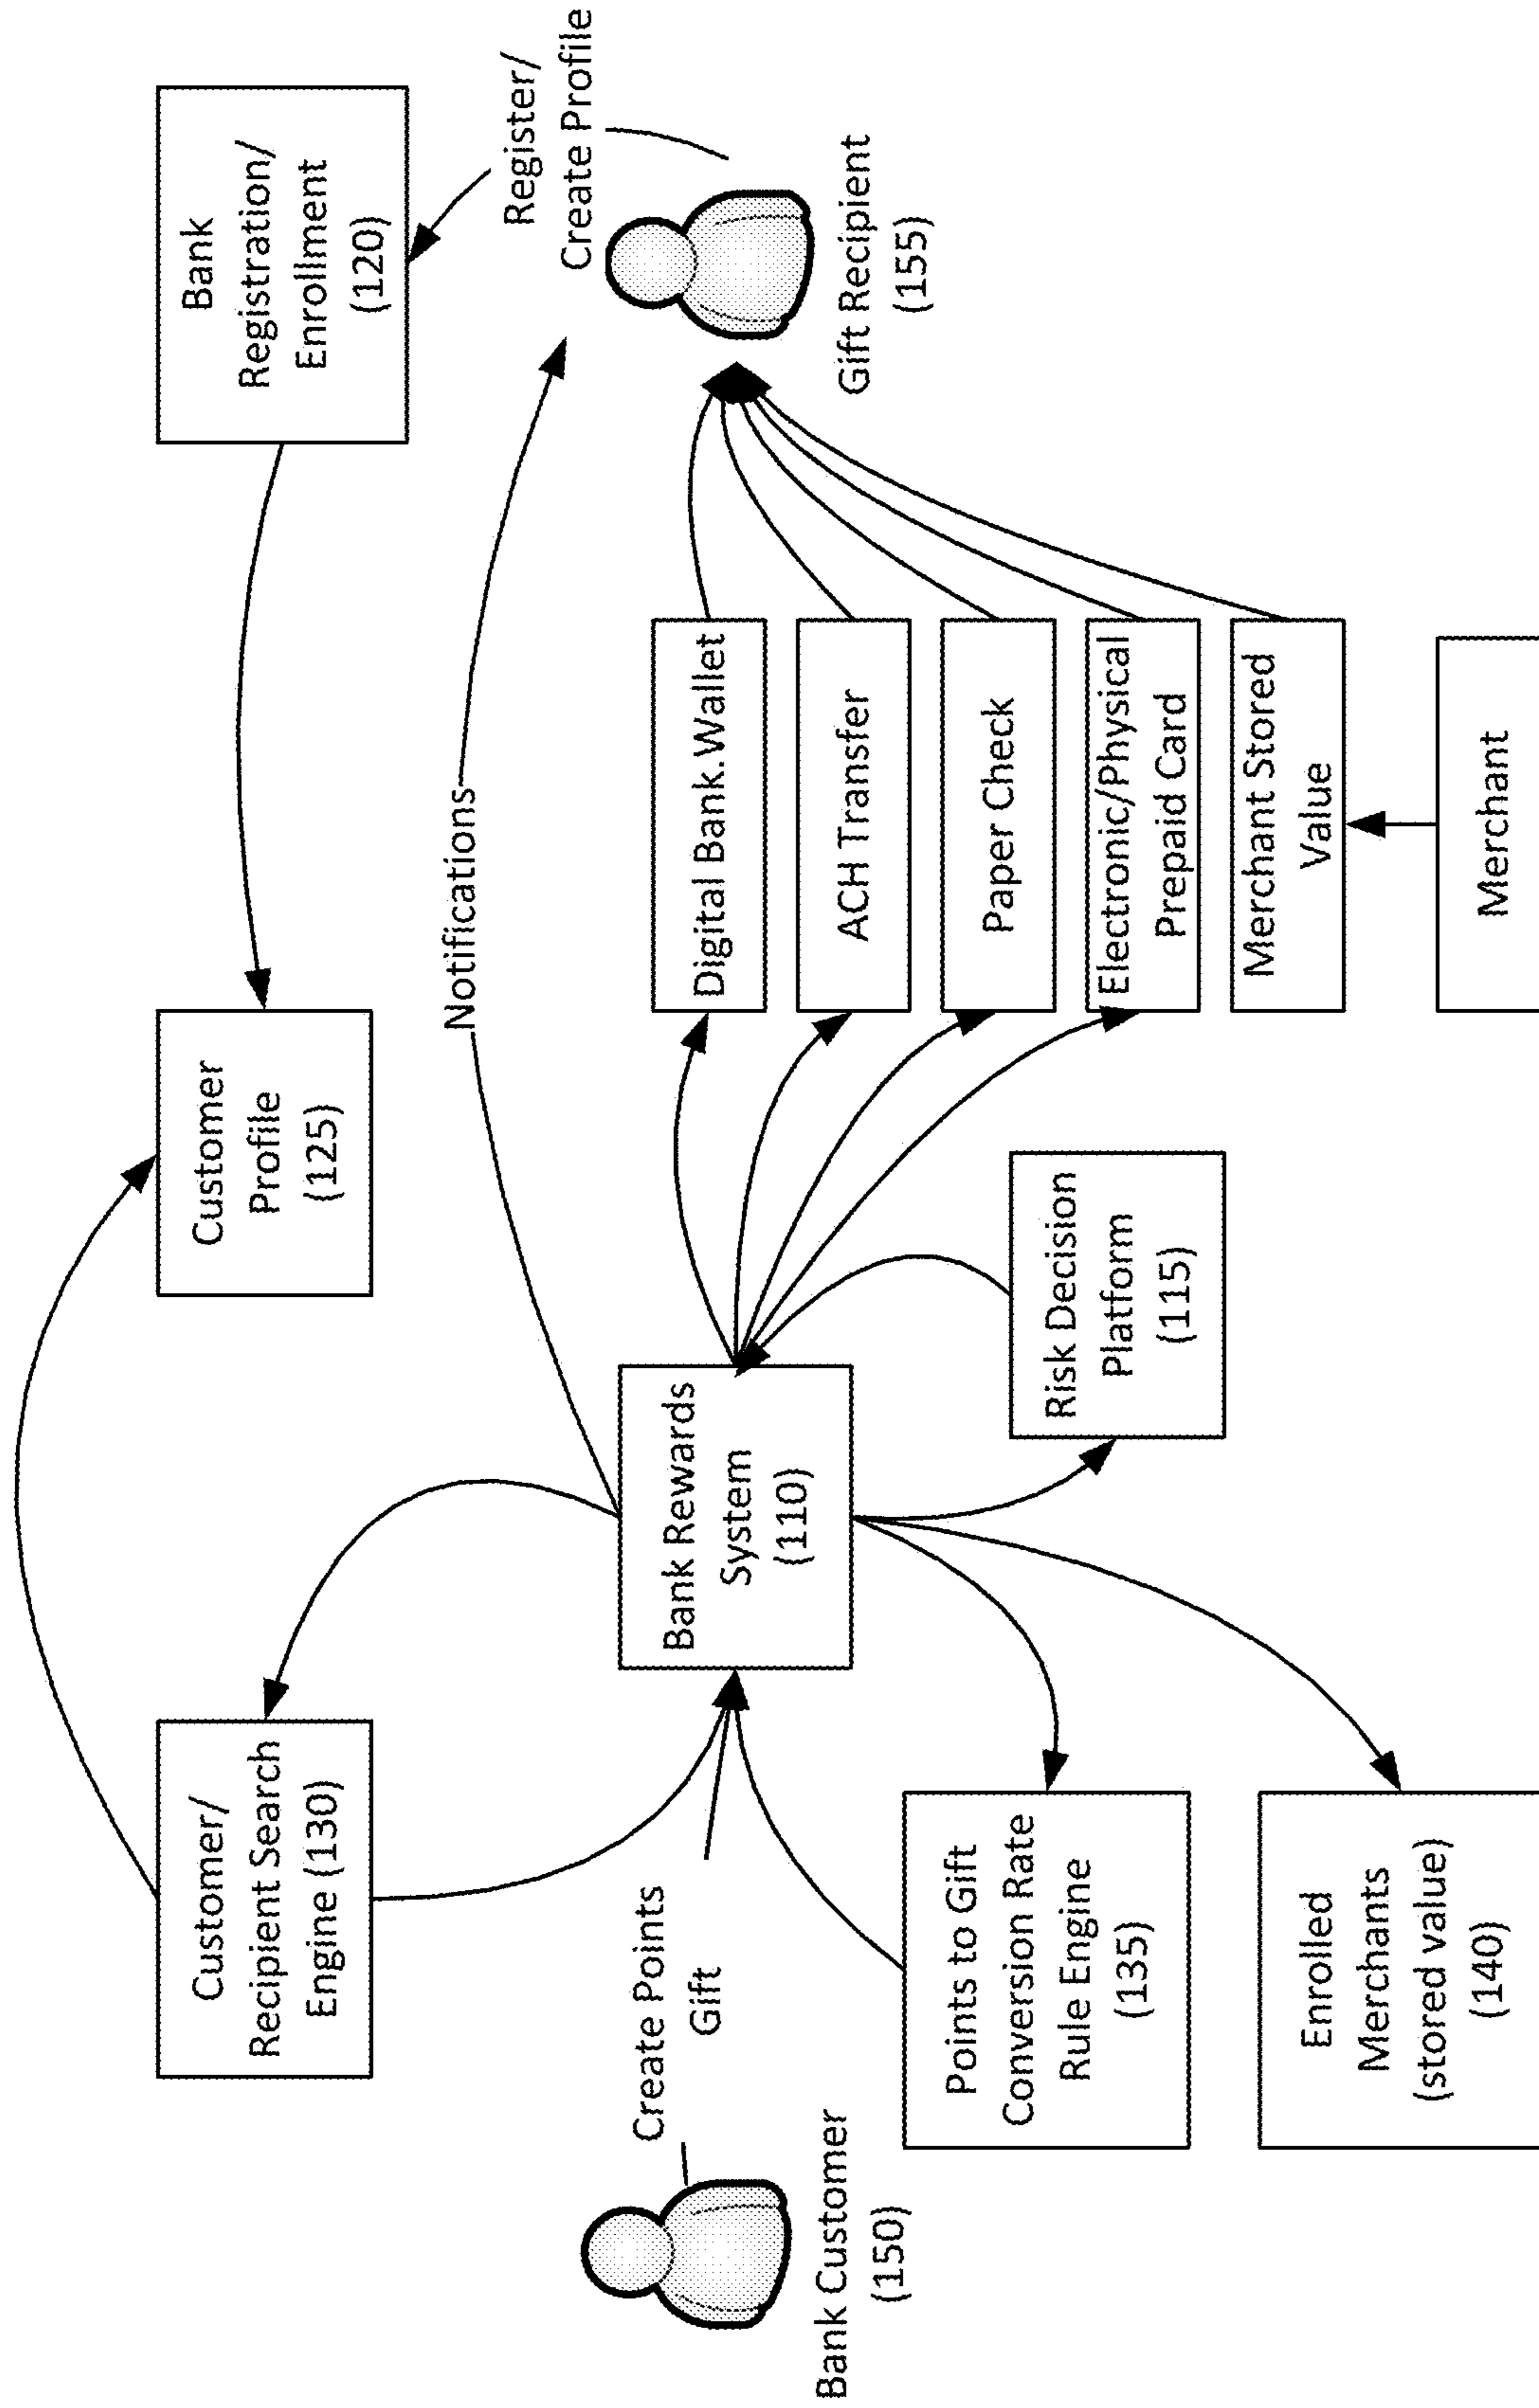 Customer/
Recipient Search
Engine (130)
Customer
Profile
(125)
Bank
Registration/
Enrollment
(120)
Notifications
Register/
Create Profile
Create Points
Gift
Bank Customer
(150)
Bank Rewards
System
(110)
Gift Recipient
(155)
Digital Bank.Wallet
ACH Transfer
Paper Check
Electronic/Physical
Prepaid Card
Merchant Stored
Value
Merchant
Points to Gift
Conversion Rate
Rule Engine
(135)
Risk Decision
Platform
(115)
Enrolled
Merchants
(stored value)
(140)